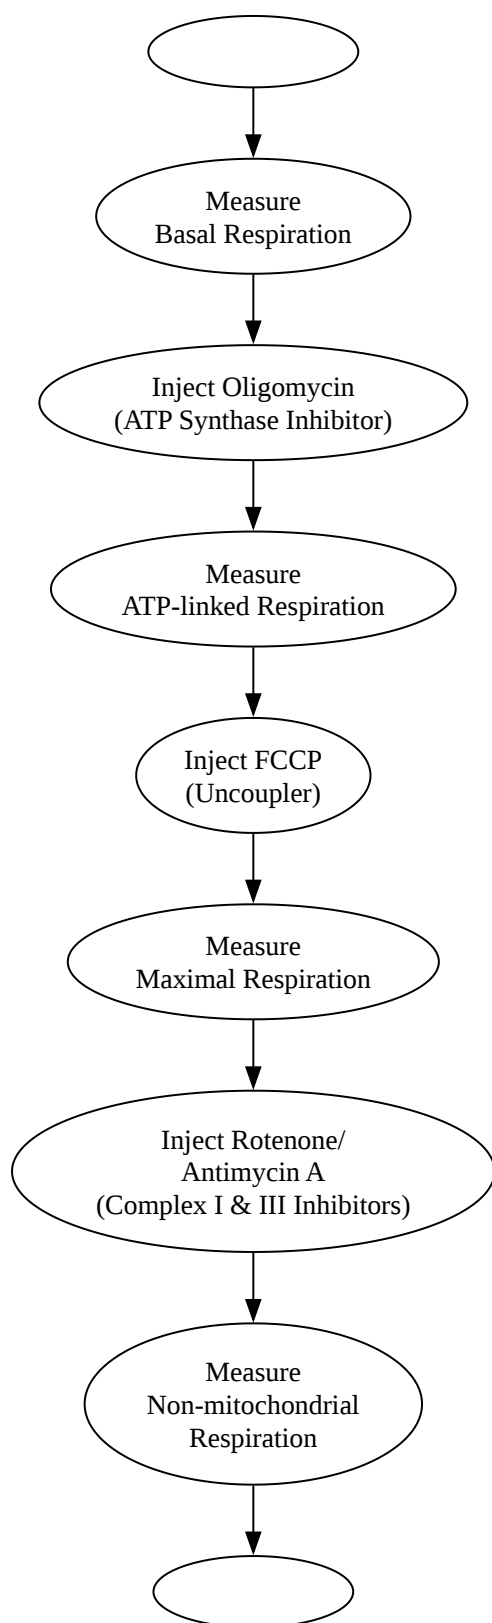 Measure
Basal Respiration
Inject Oligomycin
(ATP Synthase Inhibitor)
Measure
ATP-linked Respiration
Inject FCCP
(Uncoupler)
Measure
Maximal Respiration
Inject Rotenone/
Antimycin A
(Complex I & III Inhibitors)
Measure
Non-mitochondrial
Respiration